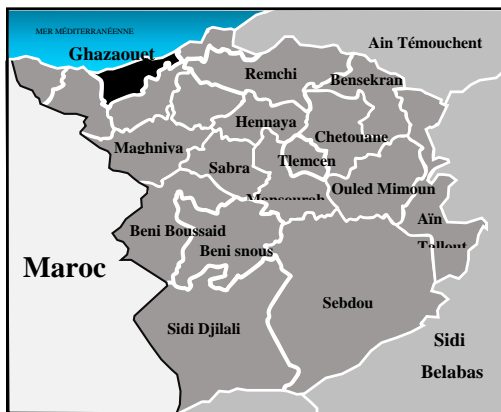 MER MÉDITERRANÉENNE
Ghazaouet
Ain Témouchent
Remchi
Bensekran
Hennaya
Chetouane
Maghniya
Sabra
Tlemcen
Mansourah
Ouled Mimoun
Aïn
Tallout
Beni Boussaid
Beni snous
Maroc
Sebdou
Sidi Djilali
Sidi
Belabas